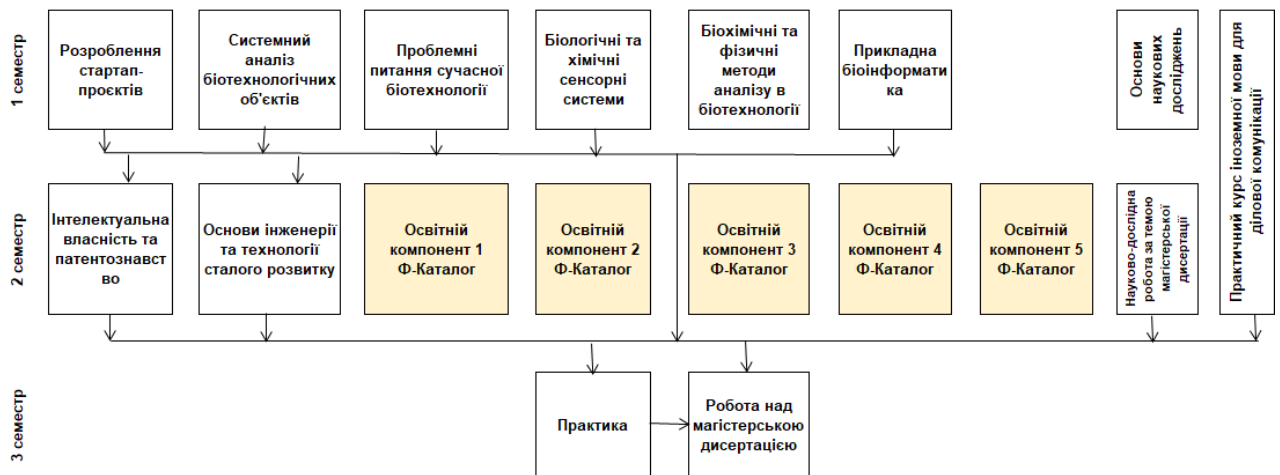 1 семестр
Розроблення
стартап-
проєктів
Системний
аналіз
біотехнологічних
об'єктів
Проблемні
питання сучасної
біотехнології
Біологічні та
хімічні
сенсорні
системи
Біохімічні та
фізичні
методи
аналізу в
біотехнології
Прикладна
біоінформати
ка
Основи
наукових
досліджень
Практичний курс іноземної мови для
ділової комунікації
2 семестр
Інтелектуальна
власність та
патентознавст
во
Основи інженерії
та технології
сталого розвитку
Освітній
компонент 1
Ф-Каталог
Освітній
компонент 2
Ф-Каталог
Освітній
компонент 3
Ф-Каталог
Освітній
компонент 4
Ф-Каталог
Освітній
компонент 5
Ф-Каталог
Науково-дослідна
робота за темою
магістерської
дисертації
3 семестр
Практика
Робота над
магістерською
дисертацією